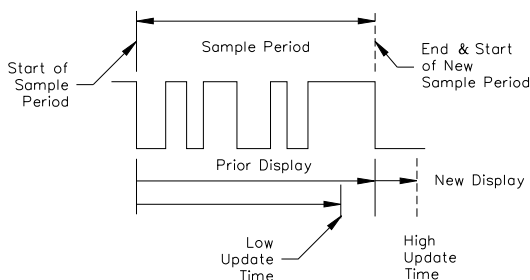 Sample Period
Start of
Sample
Period
End & Start
of New
Sample Period
Prior Display
New Display
Low
Update
Time
High
Update
Time